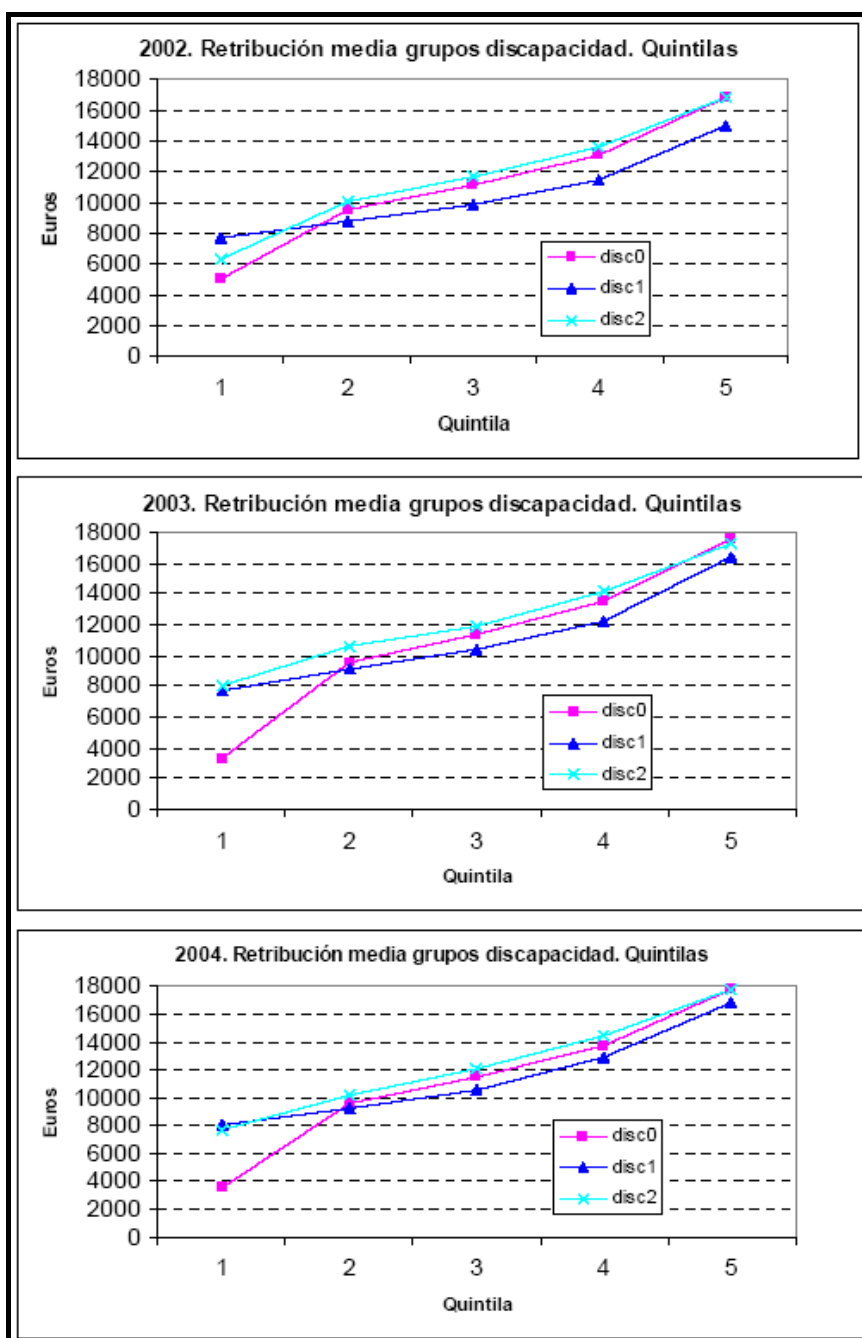 2002. Retribución media grupos discapacidad. Quintilas
18000
16000
14000
12000
10000
8000
6000
4000
2000
0
Euros
disc0
disc1
disc2
1 2 3 4 5
Quintila
2003. Retribución media grupos discapacidad. Quintilas
18000
16000
14000
12000
10000
8000
6000
4000
2000
0
Euros
disc0
disc1
disc2
1 2 3 4 5
Quintila
2004. Retribución media grupos discapacidad. Quintilas
18000
16000
14000
12000
10000
8000
6000
4000
2000
0
Euros
disc0
disc1
disc2
1 2 3 4 5
Quintila